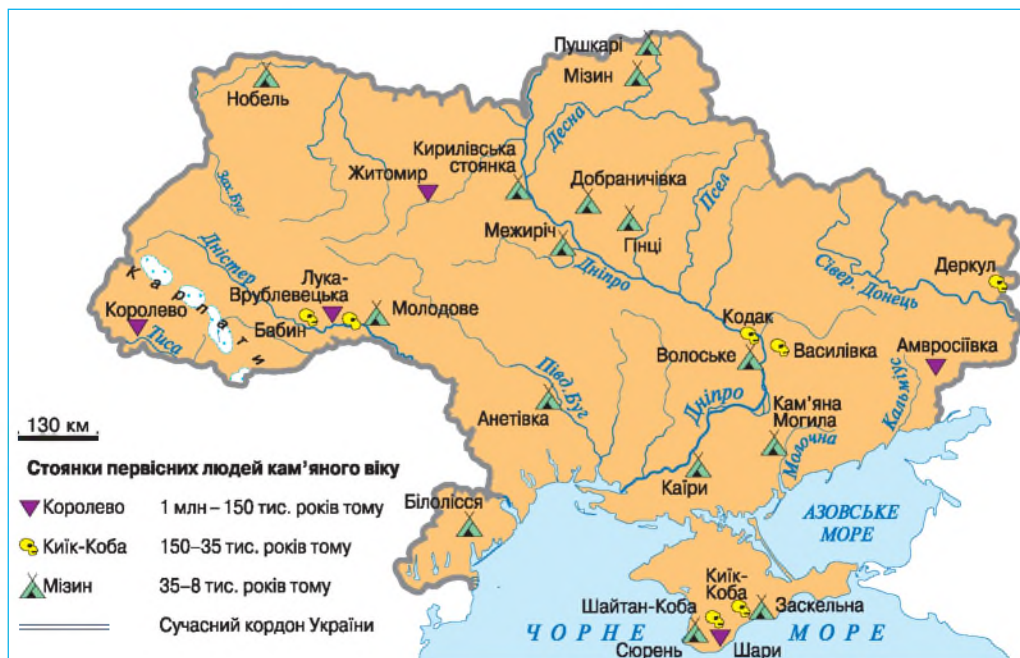 Пушкарі
Мізин
Нобель
Десна
Кирилівська
стоянка
Житомир
Добраничівка
Псел
Зах.Буг
Межиріч
Гінці
Дніпро
Дністер
Сівер. Донець
Деркул
Карпати
Лука-
Врублевецька
Молодове
Королево
Бабин
Тиса
Кодак
Волоське
Василівка
Амвросіївка
Півд.Буг
Анетівка
Дніпро
Кам’яна
Могила
Кальміус
Молочна
Каїри
130 км
Стоянки первісних людей кам’яного віку
Королево 1 млн – 150 тис. років тому
Киїк-Коба 150–35 тис. років тому
Мізин 35–8 тис. років тому
Сучасний кордон України
Білолісся
АЗОВСЬКЕ
МОРЕ
Киїк-
Коба
Шайтан-Коба
Заскельна
ЧОРНЕ МОРЕ
Сюрень
Шари